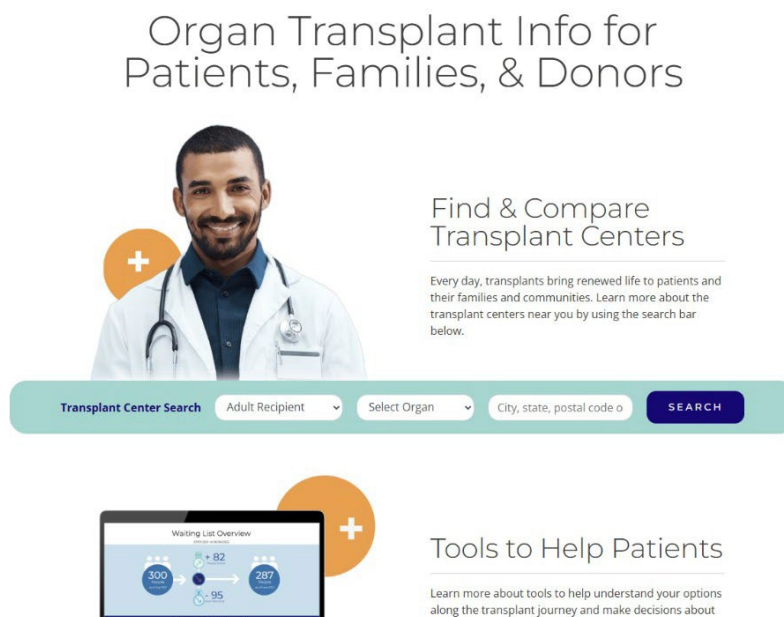 Organ Transplant Info for
Patients, Families, & Donors
Find & Compare
Transplant Centers
Every day, transplants bring renewed life to patients and
their families and communities. Learn more about the
transplant centers near you by using the search bar
below.
Transplant Center Search
Adult Recipient
Select Organ
City, state, postal code o
SEARCH
Waiting List Overview
+ 82
300
287
- 95
Tools to Help Patients
Learn more about tools to help understand your options
along the transplant journey and make decisions about